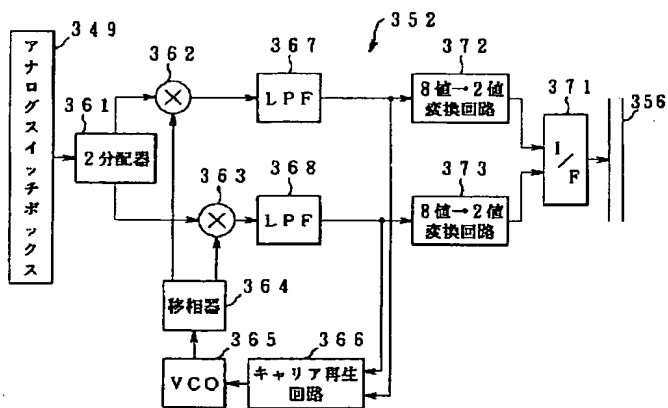 349
アナログスイッチボックス
361
2分配器
362
363
移相器
364
365
VCO
366
キャリア再生
回路
367
LPF
368
LPF
352
372
8値→2値
変換回路
373
8値→2値
変換回路
371
I/F
356